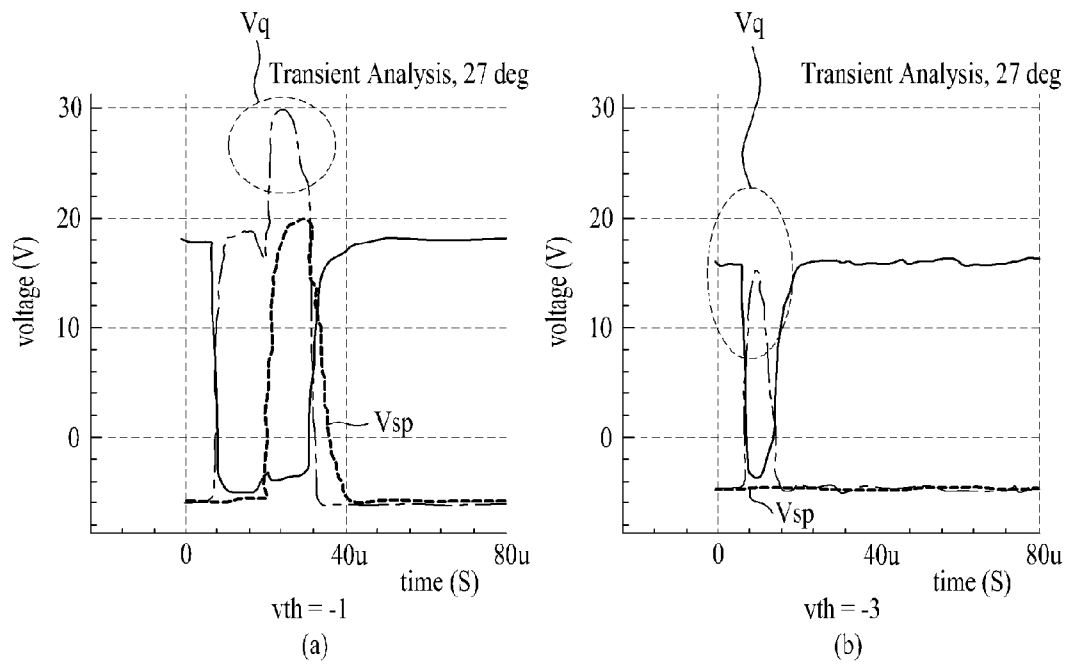 Vq
Transient Analysis, 27 deg
30
20
10
0
voltage (V)
Vsp
0
40u
80u
time (S)
vth = -1
(a)
Vq
Transient Analysis, 27 deg
30
20
10
0
voltage (V)
Vsp
0
40u
80u
time (S)
vth = -3
(b)